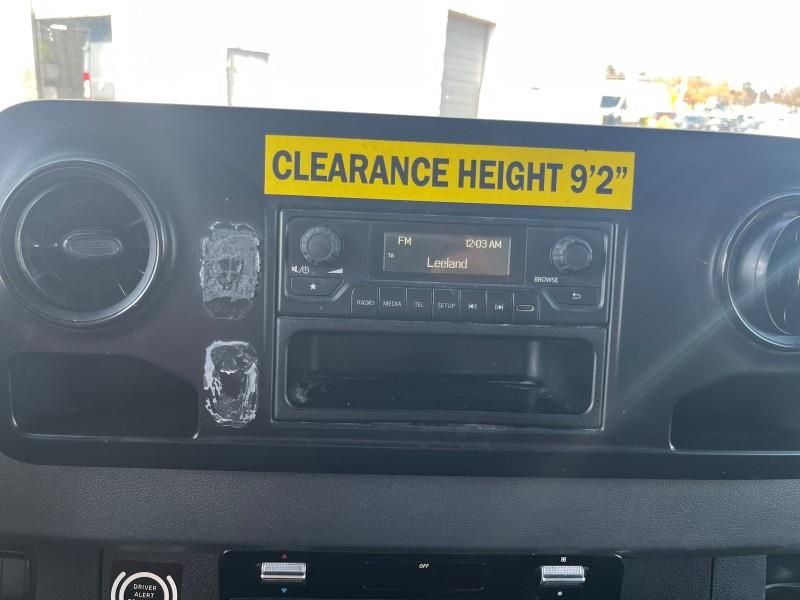 CLEARANCE HEIGHT 9'2"
FM 12:03 AM
TA
Leeland
BROWSE
RADIO MEDIA TEL SETUP
OFF
DRIVER
ALERT